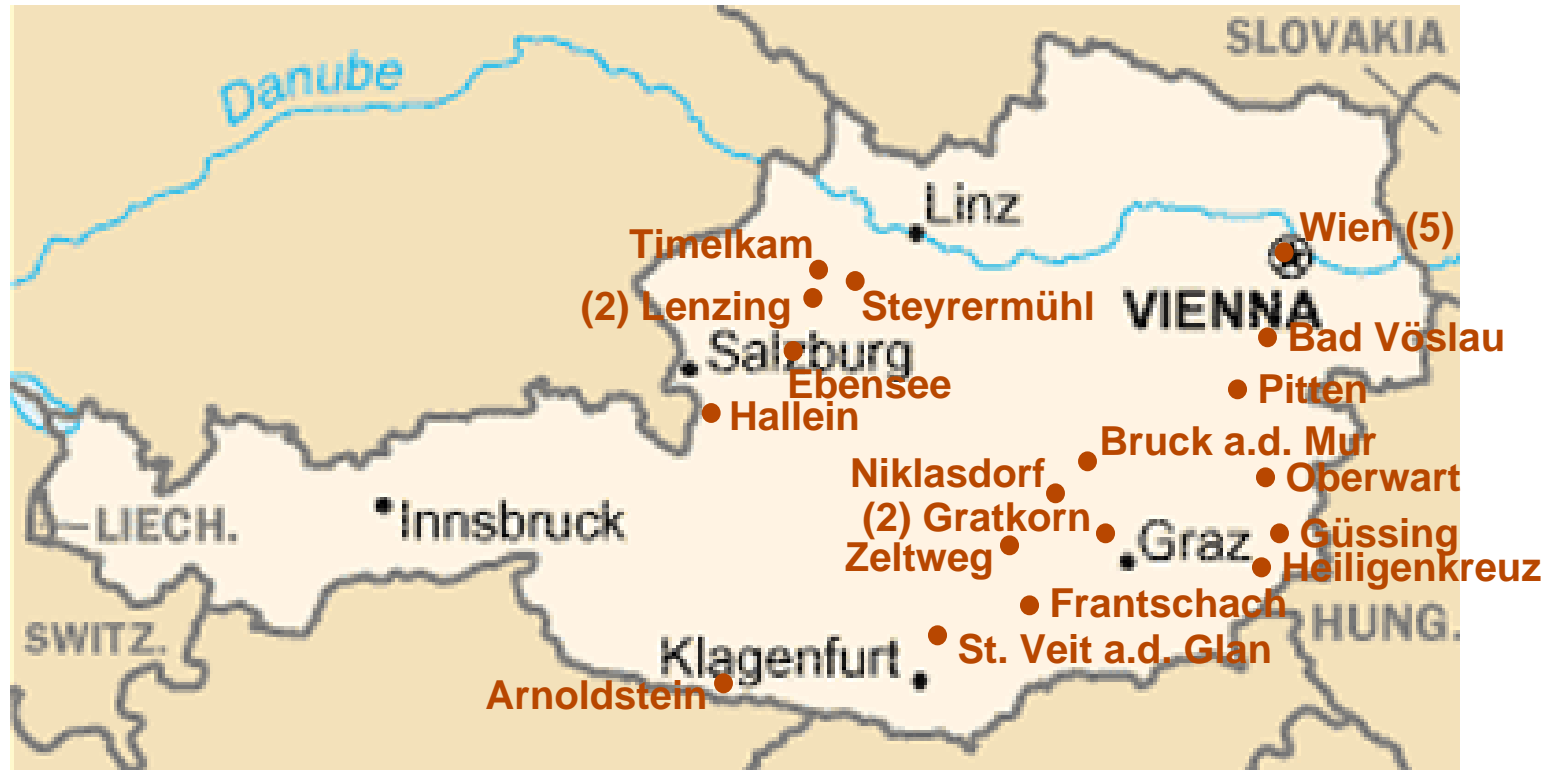 SLOVAKIA
Danube
Linz
Wien (5)
Timelkam
(2) Lenzing
Steyrermühl
VIENNA
Bad Vöslau
Salzburg
Ebensee
Pitten
Hallein
Bruck a.d. Mur
Niklasdorf
Oberwart
(2) Gratkorn
LIECH.
Innsbruck
Graz
Güssing
Zeltweg
Heiligenkreuz
Frantschach
HUNG.
SWITZ.
Klagenfurt
St. Veit a.d. Glan
Arnoldstein